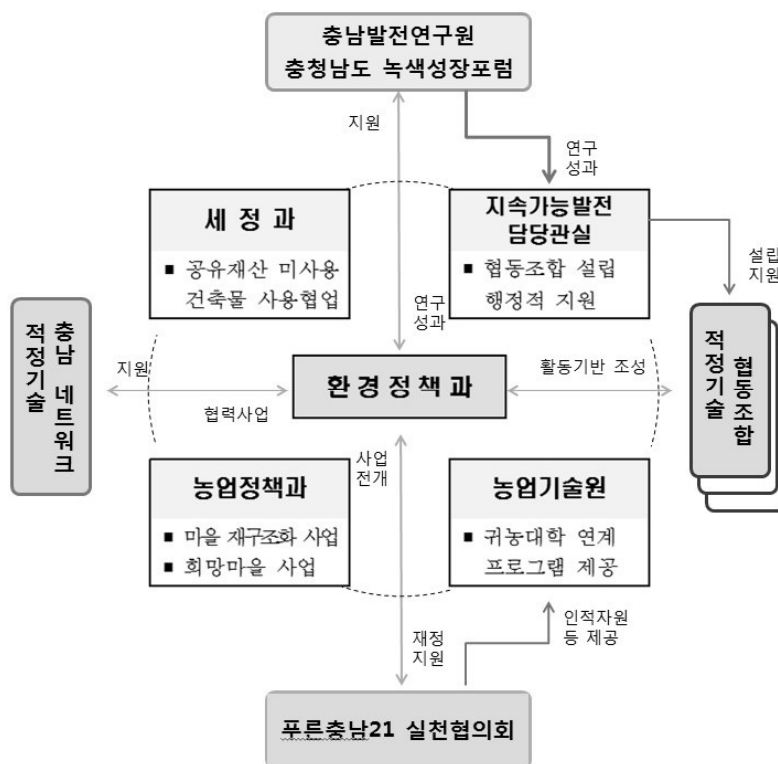 충남발전연구원
충청남도 녹색성장포럼
지원
연구
성과
세 정 과
■ 공유재산 미사용
건축물 사용협업
지속가능발전
담당관실
■ 협동조합 설립
행정적 지원
설립
지원
연구
성과
적정기술
충남 네트워크
지원
협력사업
환경정책과
활동기반 조성
적정기술
협동조합
사업
전개
농업정책과
■ 마을 재구조화 사업
■ 희망마을 사업
농업기술원
■ 귀농대학 연계
프로그램 제공
재정
지원
인적자원
등 제공
푸른충남21 실천협의회